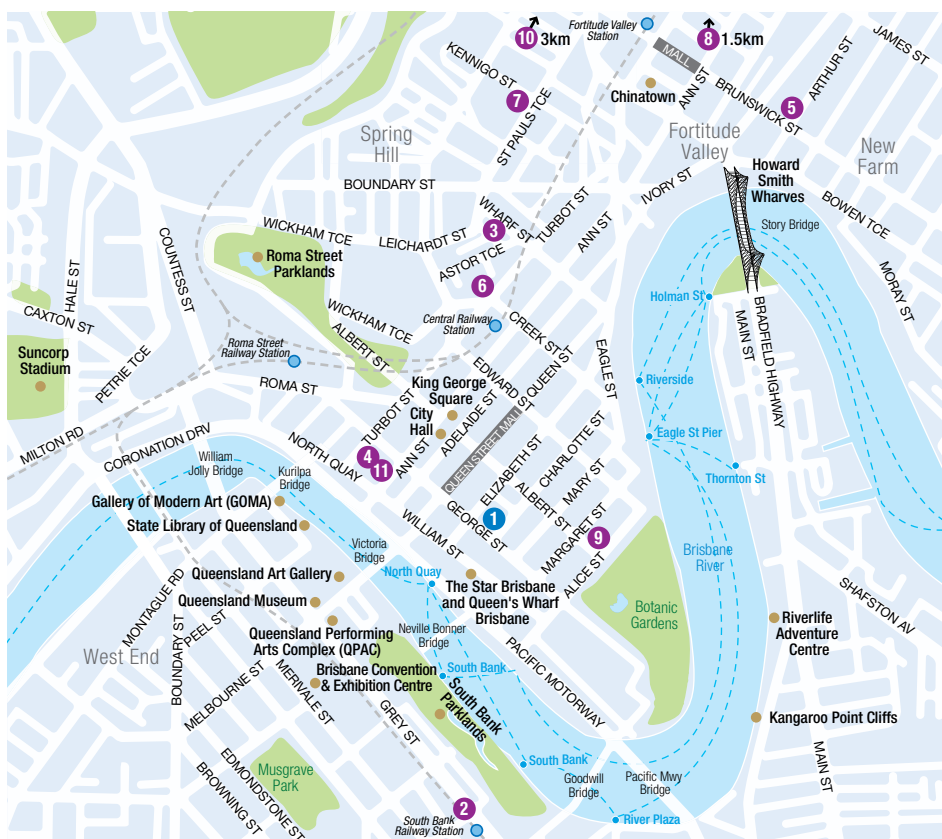 10 3km
Fortitude Valley
Station
8 1.5km
MALL
KENNIGO ST
7
ST PAULS TCE
Chinatown
ANN ST
BRUNSWICK ST
5
ARTHUR ST
JAMES ST
Spring
Hill
Fortitude
Valley
New
Farm
Howard
Smith
Wharves
BOUNDARY ST
IVORY ST
BOWEN TCE
Story Bridge
WICKHAM TCE
LEICHARDT ST
WHARF ST
3
TURBOT ST
ANN ST
ASTOR TCE
6
Roma Street
Parklands
COUNTESS ST
HALE ST
CAXTON ST
Suncorp
Stadium
PETRIE TCE
MILTON RD
Roma Street
Railway Station
WICKHAM TCE
ALBERT ST
Central Railway
Station
CREEK ST
QUEEN ST
EDWARD ST
EAGLE ST
Holman St
MAIN ST
BRADFIELD HIGHWAY
MORAY ST
Riverside
Eagle St Pier
Thornton St
ROMA ST
King George
Square
City
Hall
TURBOT ST
ANN ST
ADELAIDE ST
QUEEN STREET MALL
ELIZABETH ST
CHARLOTTE ST
MARY ST
ALBERT ST
NORTH QUAY
4
11
CORONATION DRV
William
Jolly Bridge
Kurilpa
Bridge
Gallery of Modern Art (GOMA)
State Library of Queensland
Victoria
Bridge
WILLIAM ST
GEORGE ST
1
MARGARET ST
9
ALICE ST
Brisbane
River
Botanic
Gardens
Queensland Art Gallery
North Quay
The Star Brisbane
and Queen's Wharf
Brisbane
Queensland Museum
Queensland Performing
Arts Complex (QPAC)
Neville Bonner
Bridge
SHAFSTON AV
Riverlife
Adventure
Centre
MONTAGUE RD
West End
BOUNDARY ST
PEEL ST
MELBOURNE ST
MERIVALE ST
Brisbane Convention
& Exhibition Centre
South Bank
South Bank
Parklands
PACIFIC MOTORWAY
Kangaroo Point Cliffs
MAIN ST
GREY ST
South Bank
Goodwill
Bridge
Pacific Mwy
Bridge
Musgrave
Park
EDMONDSTONE ST
BROWNING ST
2
South Bank
Railway Station
River Plaza